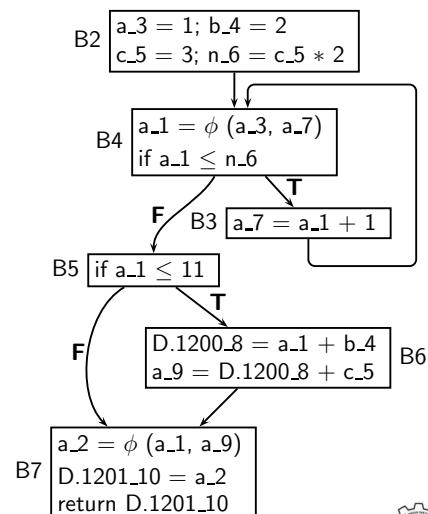 B2
a_3 = 1; b_4 = 2
c_5 = 3; n_6 = c_5 * 2
B4
a_1 = ϕ (a_3, a_7)
if a_1 ≤ n_6
F
T
B3
a_7 = a_1 + 1
B5
if a_1 ≤ 11
F
T
D.1200_8 = a_1 + b_4
a_9 = D.1200_8 + c_5
B6
B7
a_2 = ϕ (a_1, a_9)
D.1201_10 = a_2
return D.1201_10